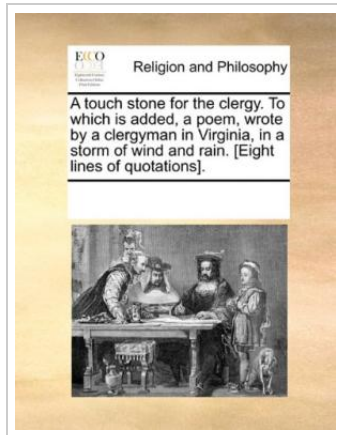 ECCO
Religion and Philosophy
A touch stone for the clergy. To
which is added, a poem, wrote
by a clergyman in Virginia, in a
storm of wind and rain. [Eight
lines of quotations].